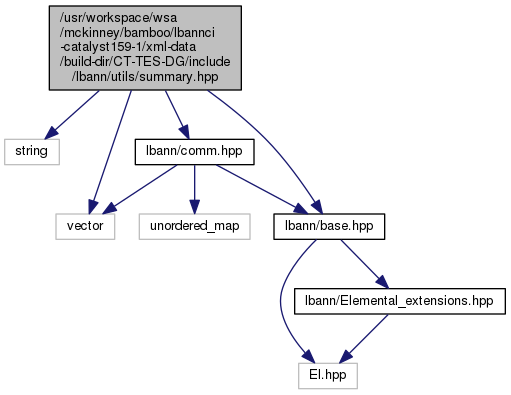 /usr/workspace/wsa
/mckinney/bamboo/lbannci
-catalyst159-1/xml-data
/build-dir/CT-TES-DG/include
/lbann/utils/summary.hpp
string
lbann/comm.hpp
vector
unordered_map
lbann/base.hpp
lbann/Elemental_extensions.hpp
El.hpp